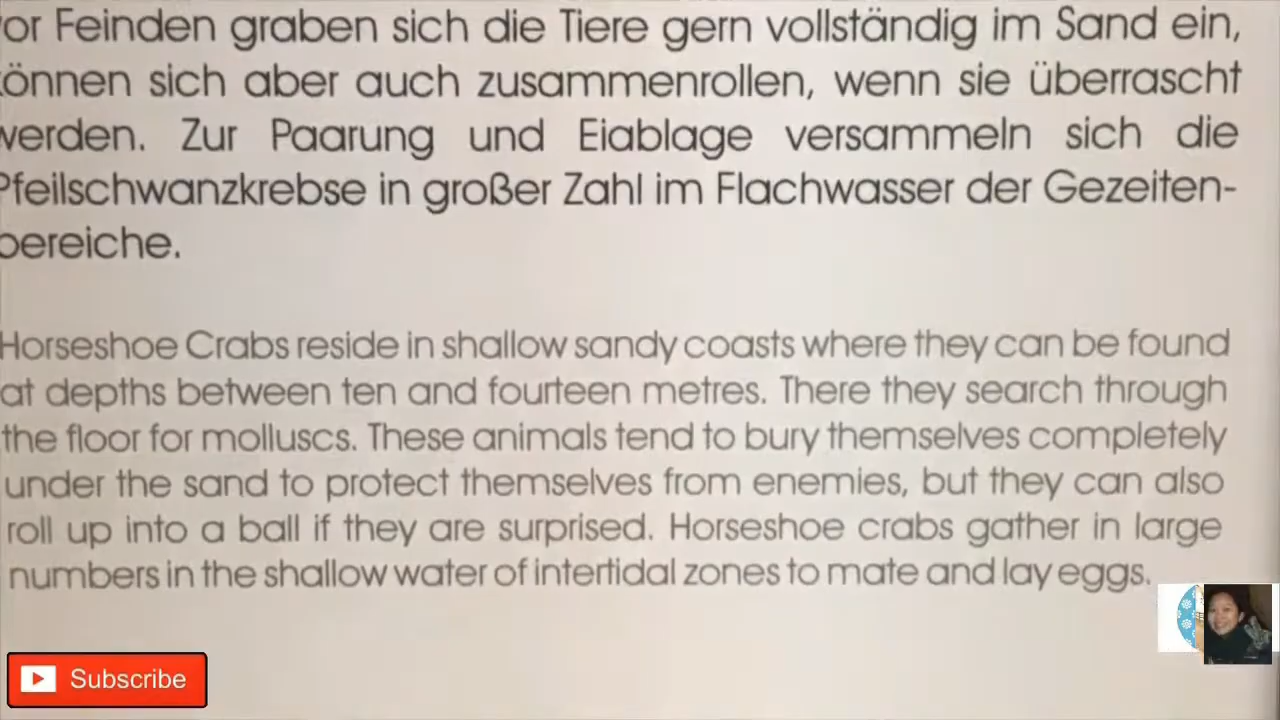 or Feinden graben sich die Tiere gern vollständig im Sand ein,
önnen sich aber auch zusammenrollen, wenn sie überrascht
werden. Zur Paarung und Eiablage versammeln sich die
Pfeilschwanzkrebse in großer Zahl im Flachwasser der Gezeiten-
bereiche.
Horseshoe Crabs reside in shallow sandy coasts where they can be found
at depths between ten and fourteen metres. There they search through
the floor for molluscs. These animals tend to bury themselves completely
under the sand to protect themselves from enemies, but they can also
roll up into a ball if they are surprised. Horseshoe crabs gather in large
numbers in the shallow water of intertidal zones to mate and lay eggs.
Subscribe